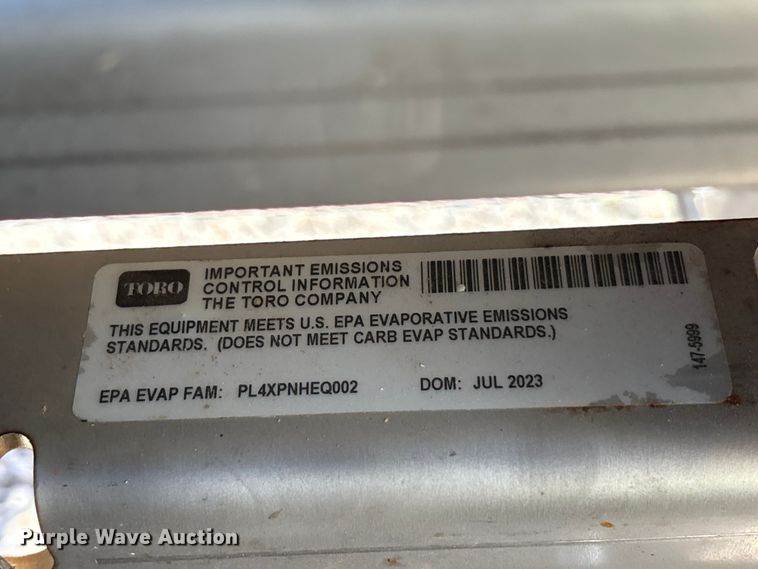 TORO
IMPORTANT EMISSIONS
CONTROL INFORMATION
THE TORO COMPANY
THIS EQUIPMENT MEETS U.S. EPA EVAPORATIVE EMISSIONS
STANDARDS. (DOES NOT MEET CARB EVAP STANDARDS.)
EPA EVAP FAM: PL4XPNHEQ002 DOM: JUL 2023
147-5999
Purple Wave Auction